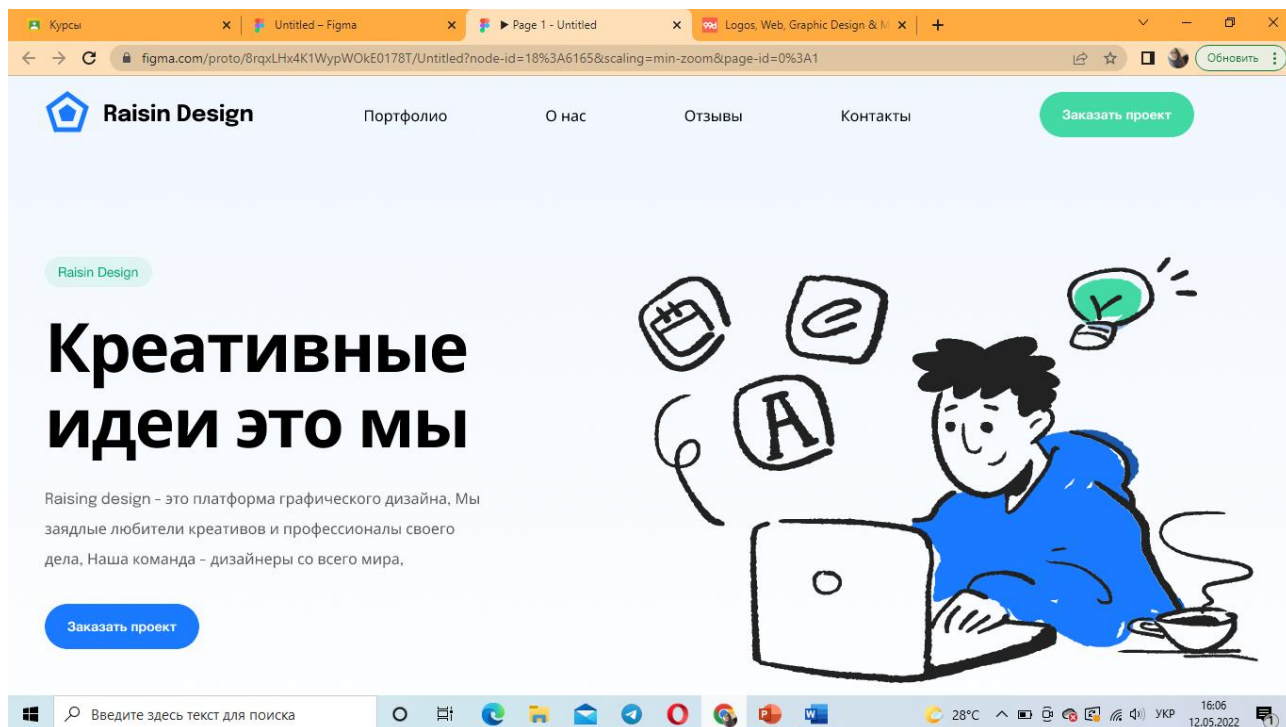 Курсы
Untitled – Figma
Page 1 - Untitled
99d Logos, Web, Graphic Design & M
figma.com/proto/8rqxLHx4K1WypWOkE0178T/Untitled?node-id=18%3A6165&scaling=min-zoom&page-id=0%3A1
Обновить
Raisin Design
Портфолио
О нас
Отзывы
Контакты
Заказать проект
Raisin Design
Креативные
идеи это мы
Raising design - это платформа графического дизайна, Мы
заядлые любители креативов и профессионалы своего
дела, Наша команда - дизайнеры со всего мира,
Заказать проект
A
Введите здесь текст для поиска
28°C
УКР
16:06
12.05.2022